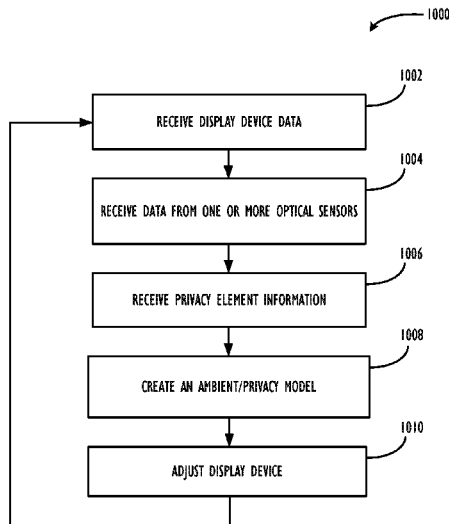 1000
1002
RECEIVE DISPLAY DEVICE DATA
1004
RECEIVE DATA FROM ONE OR MORE OPTICAL SENSORS
1006
RECEIVE PRIVACY ELEMENT INFORMATION
1008
CREATE AN AMBIENT/PRIVACY MODEL
1010
ADJUST DISPLAY DEVICE